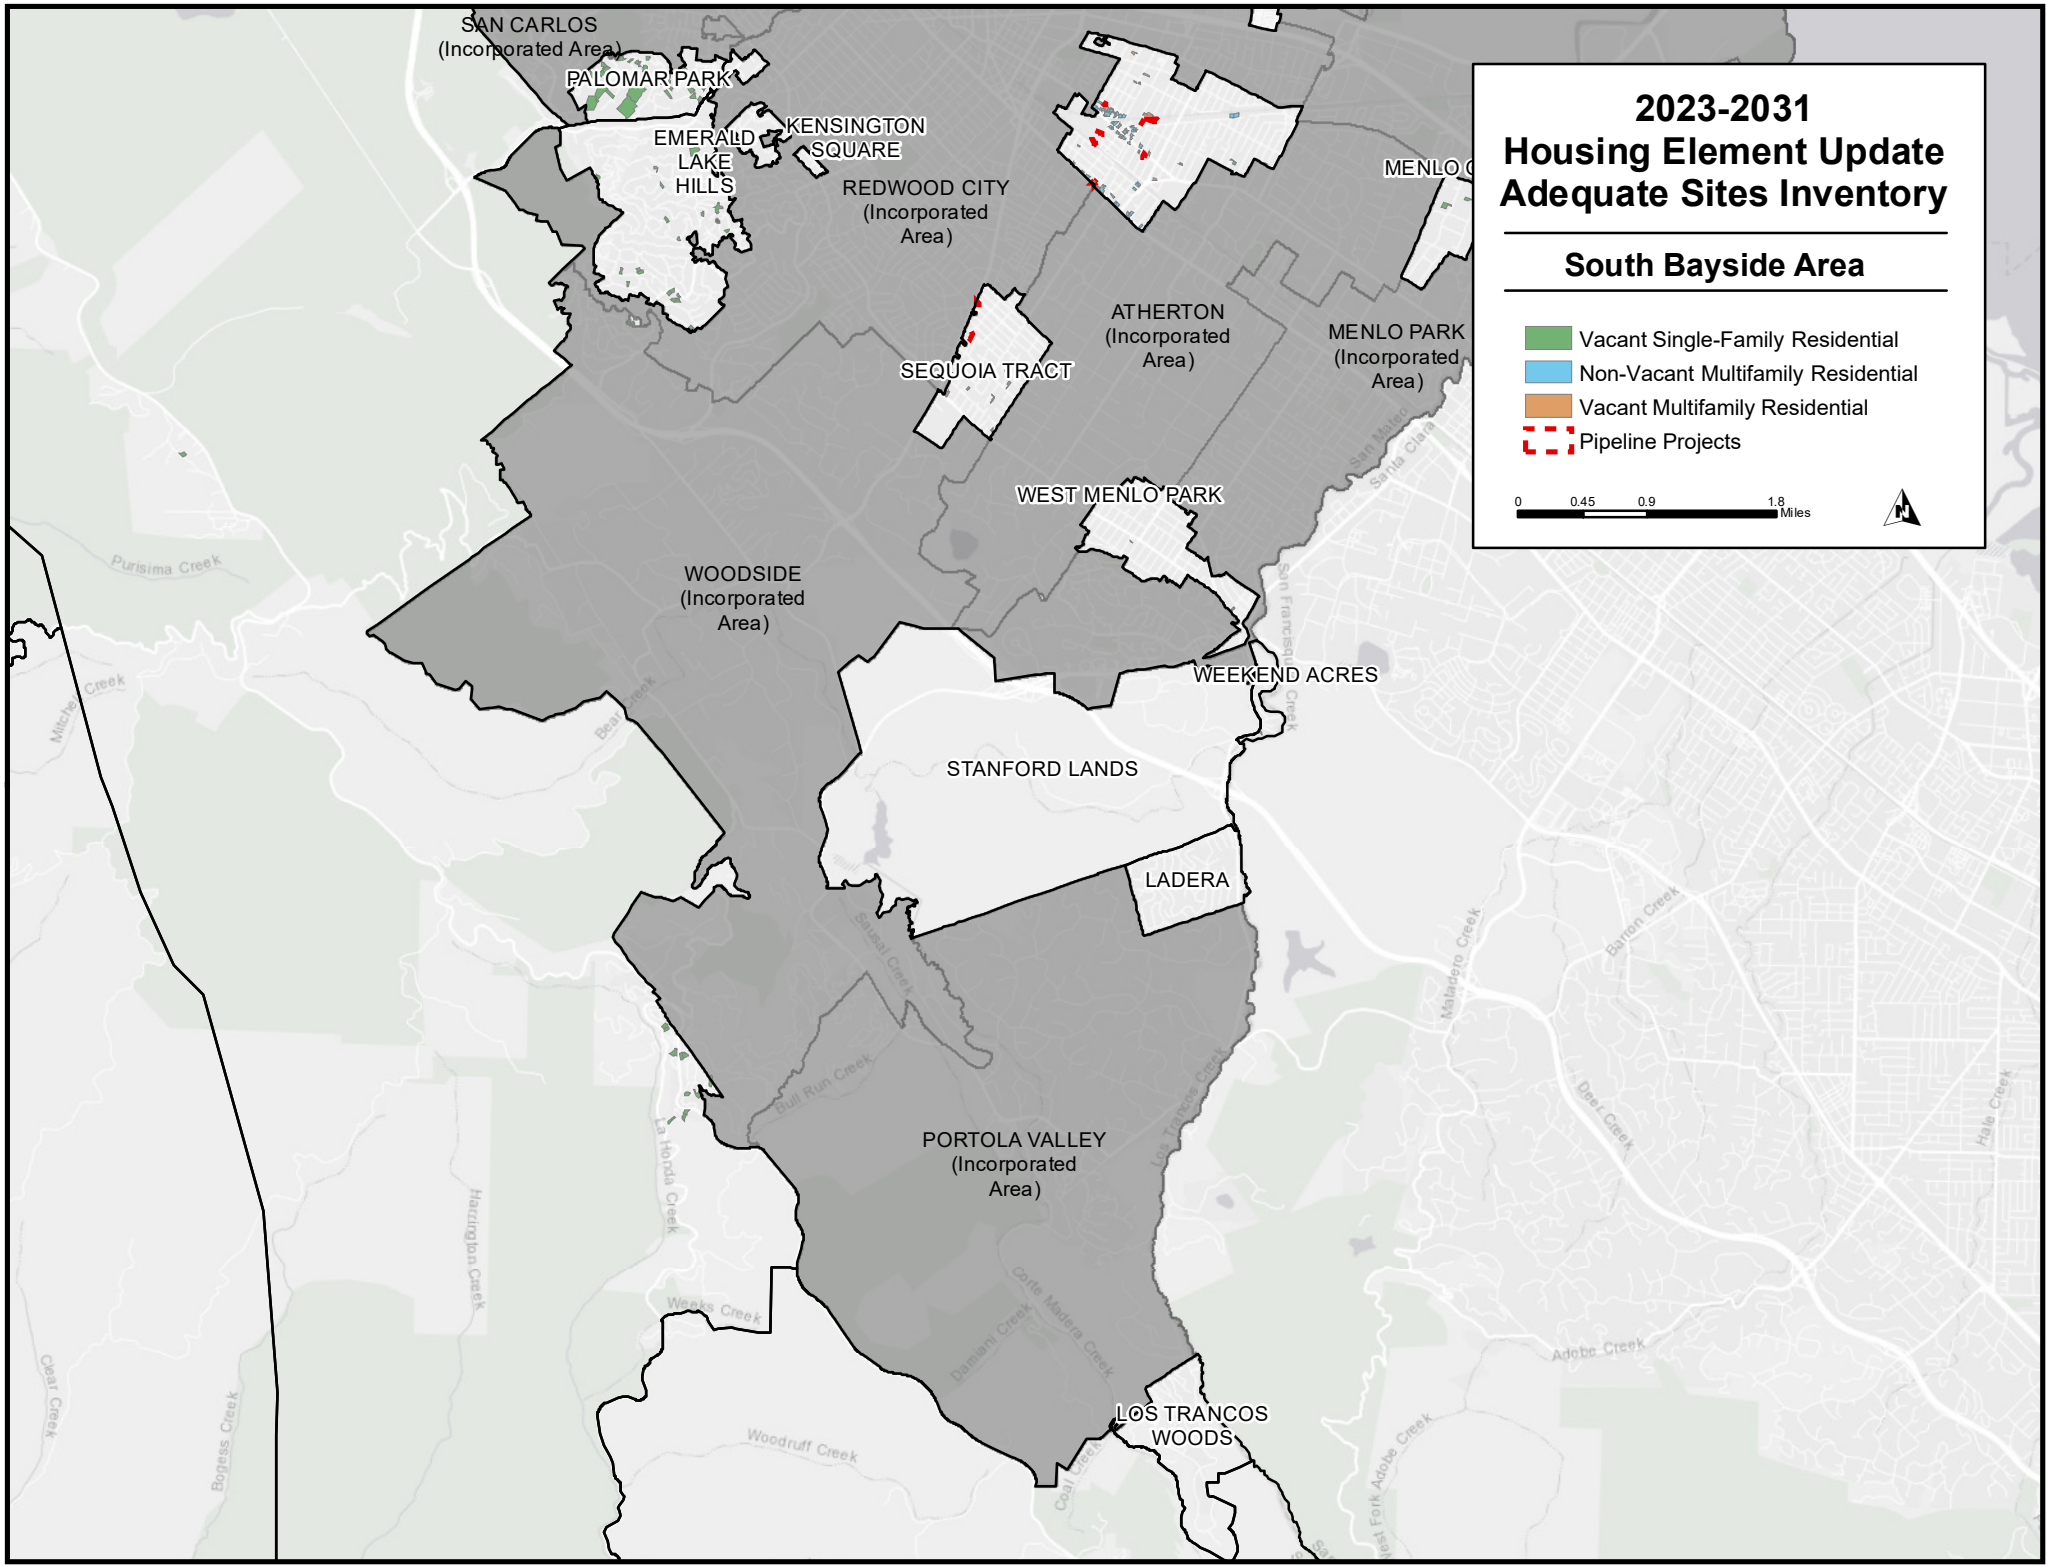 SAN CARLOS
(Incorporated Area)
PALOMAR PARK
EMERALD
LAKE
HILLS
KENSINGTON
SQUARE
REDWOOD CITY
(Incorporated
Area)
MENLO
ATHERTON
(Incorporated
Area)
MENLO PARK
(Incorporated
Area)
SEQUOIA TRACT
San Mateo
Santa Clara
WEST MENLO PARK
WOODSIDE
(Incorporated
Area)
Purisima Creek
Mitchell Creek
Bear Creek
San Francisquito Creek
WEEKEND ACRES
STANFORD LANDS
LADERA
Sausal Creek
Matadero Creek
Barron Creek
Bull Run Creek
Los Trancos Creek
Deer Creek
Hale Creek
La Honda Creek
PORTOLA VALLEY
(Incorporated
Area)
Harrington Creek
Weeks Creek
Corte Madera Creek
Damiani Creek
Clear Creek
Bogess Creek
Woodruff Creek
Coal Creek
LOS TRANCOS
WOODS
Adobe Creek
West Fork Adobe Creek
2023-2031
Housing Element Update
Adequate Sites Inventory
South Bayside Area
Vacant Single-Family Residential
Non-Vacant Multifamily Residential
Vacant Multifamily Residential
Pipeline Projects
0 0.45 0.9 1.8
Miles
N